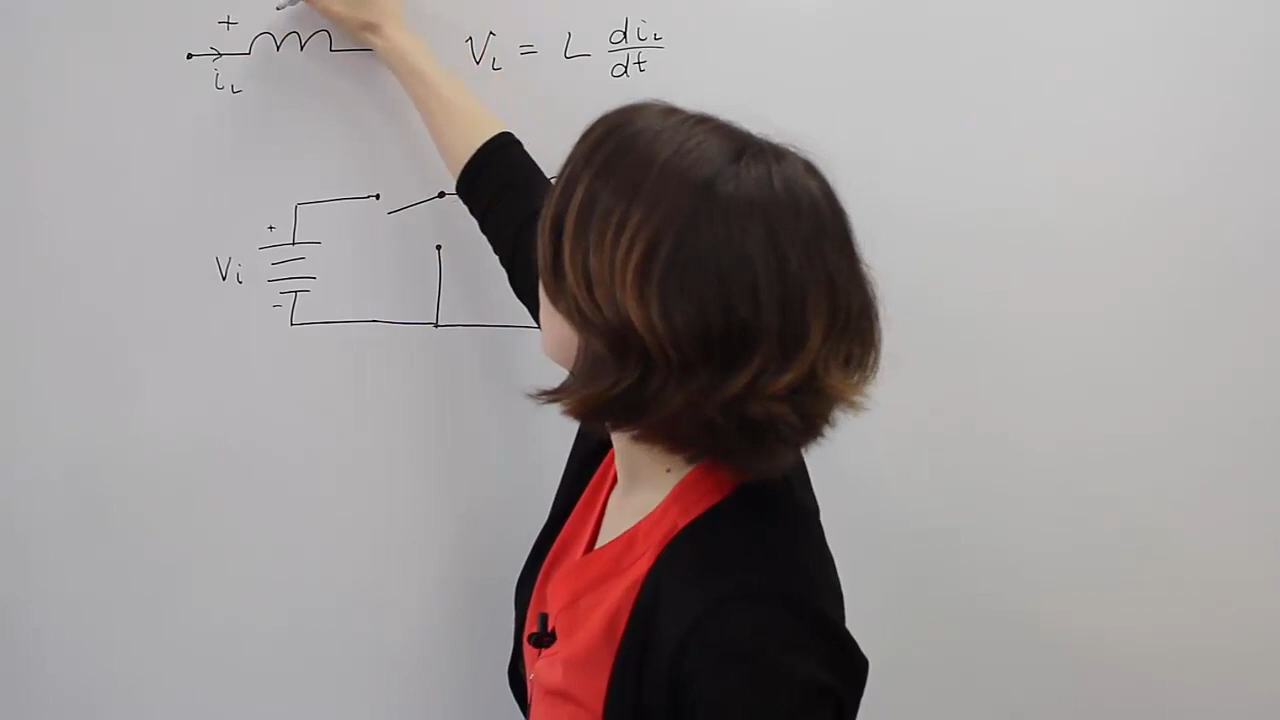 +
i_L
V_L = L di_L/dt
+
Vi
-